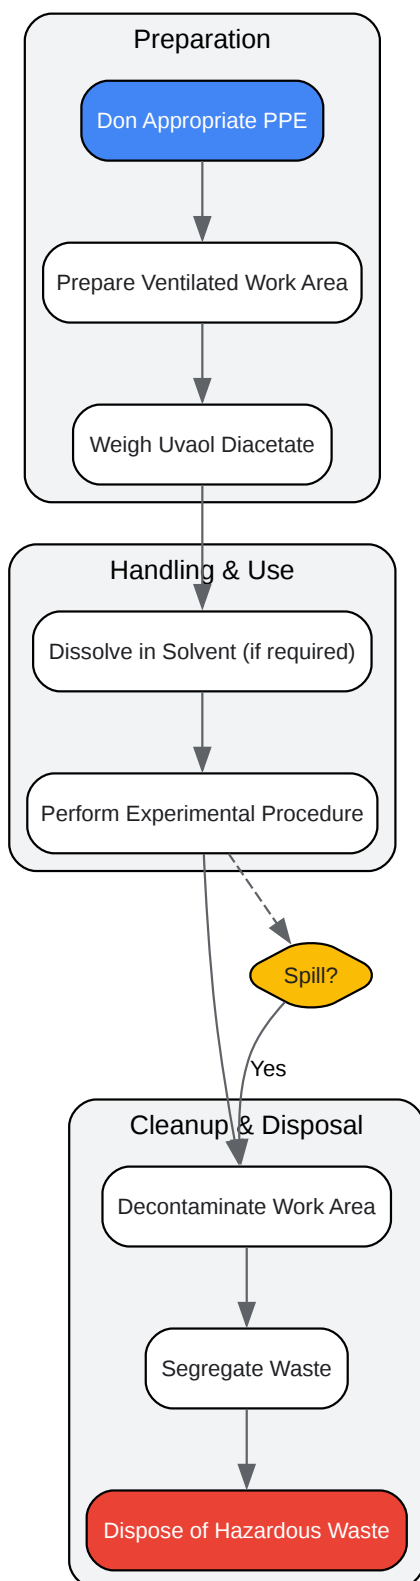 Preparation
Don Appropriate PPE
Prepare Ventilated Work Area
Weigh Uvaol Diacetate
Handling & Use
Dissolve in Solvent (if required)
Perform Experimental Procedure
Spill?
Yes
Cleanup & Disposal
Decontaminate Work Area
Segregate Waste
Dispose of Hazardous Waste